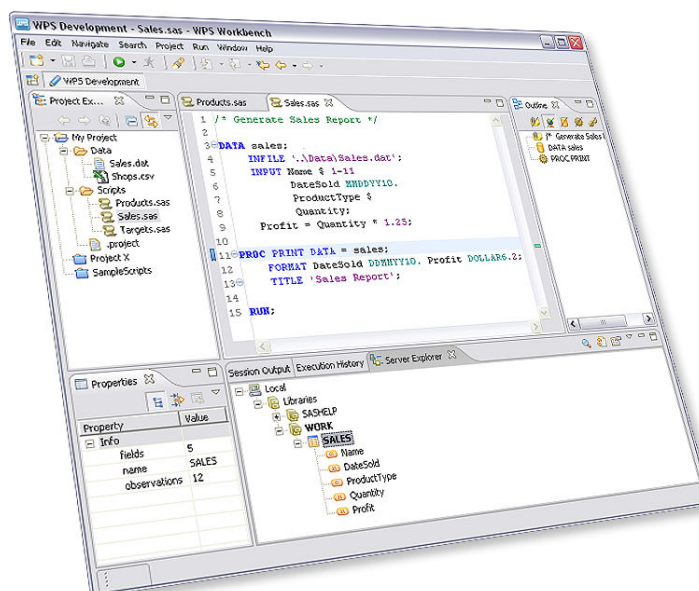 WPS Development - Sales.sas - WPS Workbench
File Edit Navigate Search Project Run Window Help
WPS Development
Project Ex...
My Project
Data
Sales.dat
Shops.csv
Scripts
Products.sas
Sales.sas
Targets.sas
.project
Project X
SampleScripts
Products.sas Sales.sas
1 /* Generate Sales Report */
2
3 DATA sales;
4 INFILE '..\Data\Sales.dat';
5 INPUT Name $ 1-11
6 DateSold MMDDYY10.
7 ProductType $
8 Quantity;
9 Profit = Quantity * 1.25;
10
11 PROC PRINT DATA = sales;
12 FORMAT DateSold DDMMYY10. Profit DOLLAR6.2;
13 TITLE 'Sales Report';
14
15 RUN;
Outline
/* Generate Sales
DATA sales
PROC PRINT
Properties
Property Value
Info
fields 5
name SALES
observations 12
Session Output Execution History Server Explorer
Local
Libraries
SASHELP
WORK
SALES
Name
DateSold
ProductType
Quantity
Profit